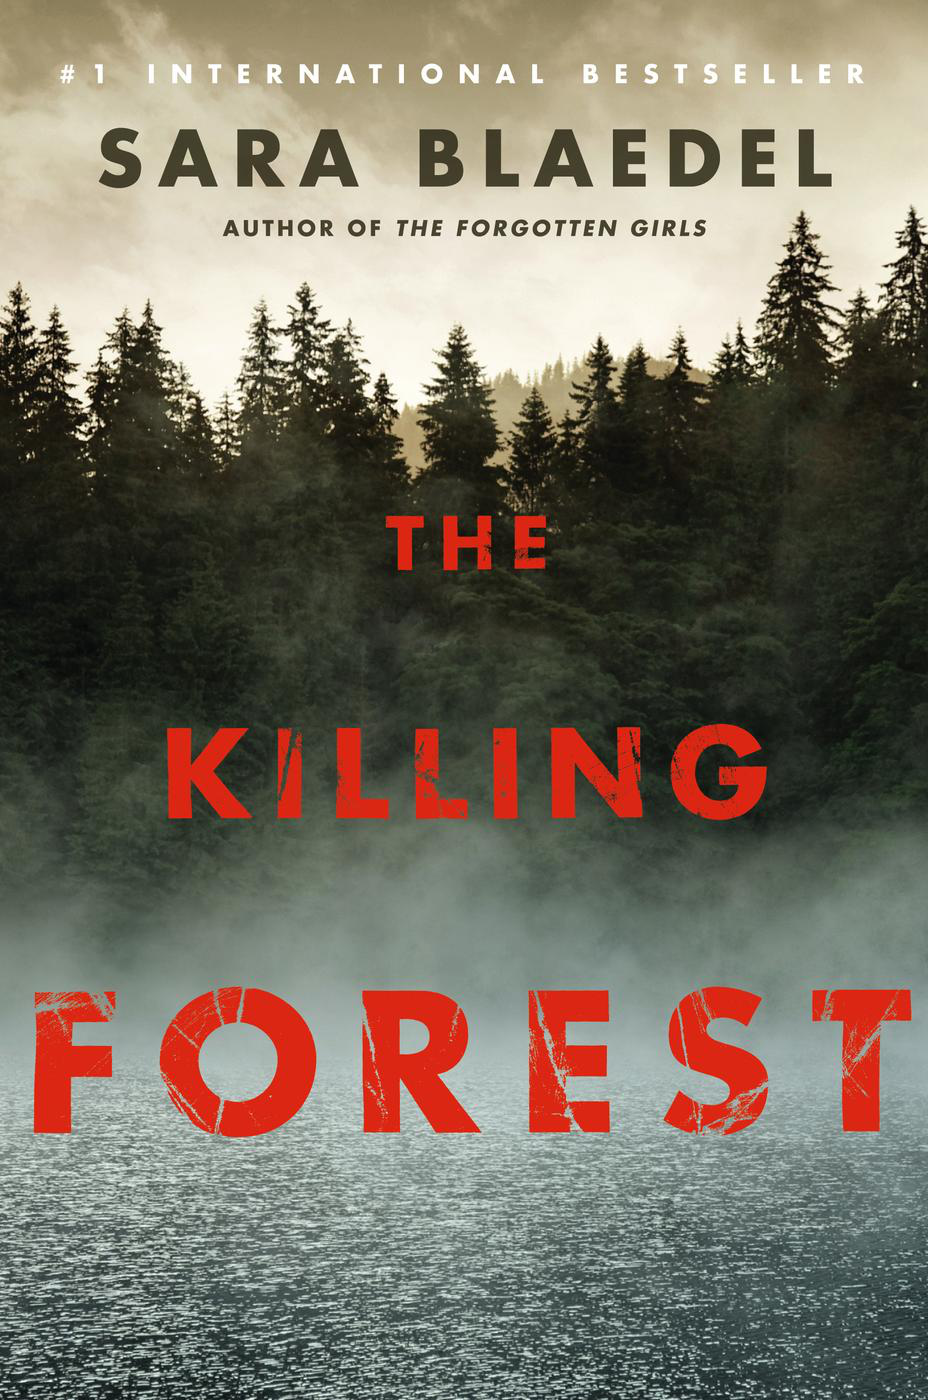 #1 INTERNATIONAL BESTSELLER
SARA BLAEDEL
AUTHOR OF THE FORGOTTEN GIRLS
THE
KILLING
FOREST